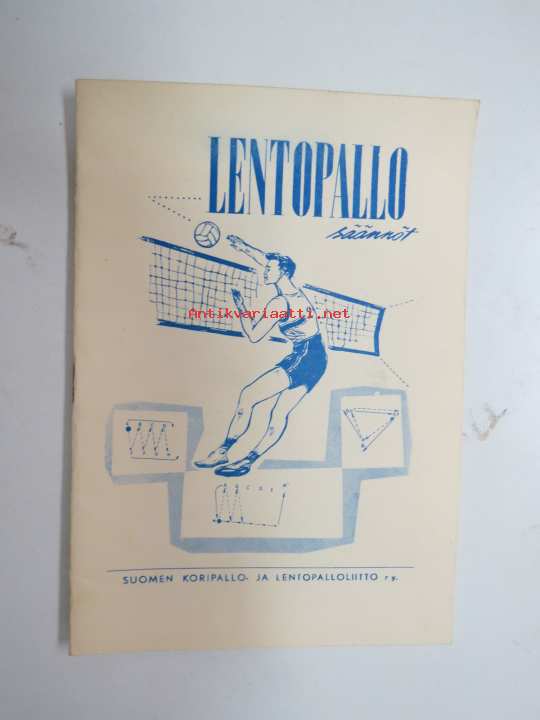 LENTOPALLO
säännöt
Antikvariaatti.net
SUOMEN KORIPALLO- JA LENTOPALLOLIITTO r.y.